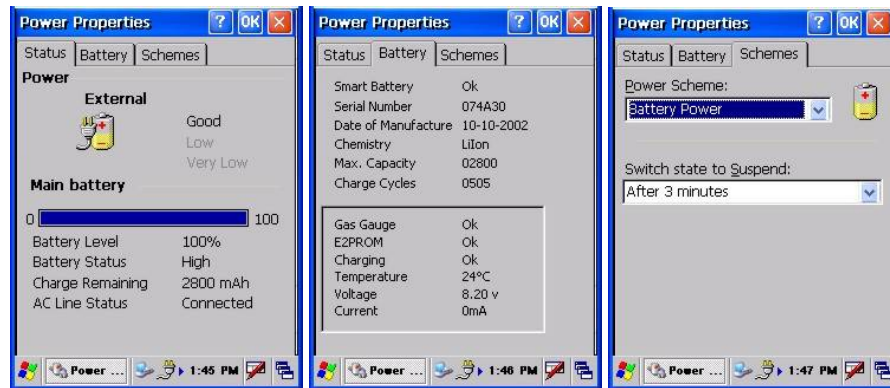 Power Properties ? OK
Status Battery Schemes
Power
External
Good
Low
Very Low
Main battery
0 100
Battery Level 100%
Battery Status High
Charge Remaining 2800 mAh
AC Line Status Connected
Power ... 1:45 PM
Power Properties ? OK
Status Battery Schemes
Smart Battery Ok
Serial Number 074A30
Date of Manufacture 10-10-2002
Chemistry LiIon
Max. Capacity 02800
Charge Cycles 0505
Gas Gauge Ok
E2PROM Ok
Charging Ok
Temperature 24°C
Voltage 8.20 v
Current 0mA
Power ... 1:46 PM
Power Properties ? OK
Status Battery Schemes
Power Scheme:
Battery Power
Switch state to Suspend:
After 3 minutes
Power ... 1:47 PM